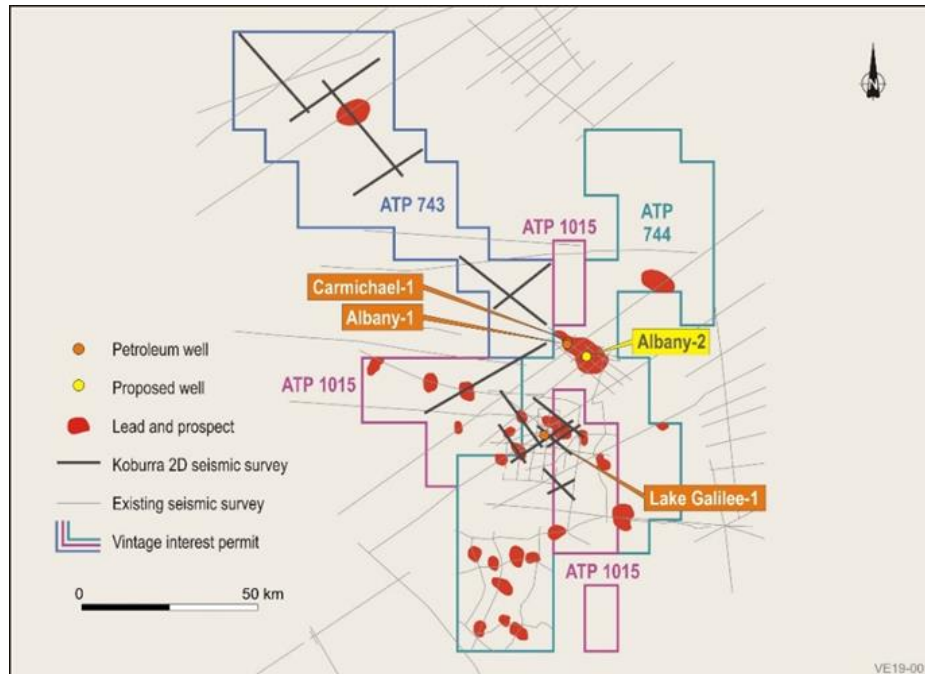 N
ATP 743
ATP 1015
ATP
744
Carmichael-1
Albany-1
Albany-2
ATP 1015
Lake Galilee-1
ATP 1015
Petroleum well
Proposed well
Lead and prospect
Koburra 2D seismic survey
Existing seismic survey
Vintage interest permit
0
50 km
VE19-00